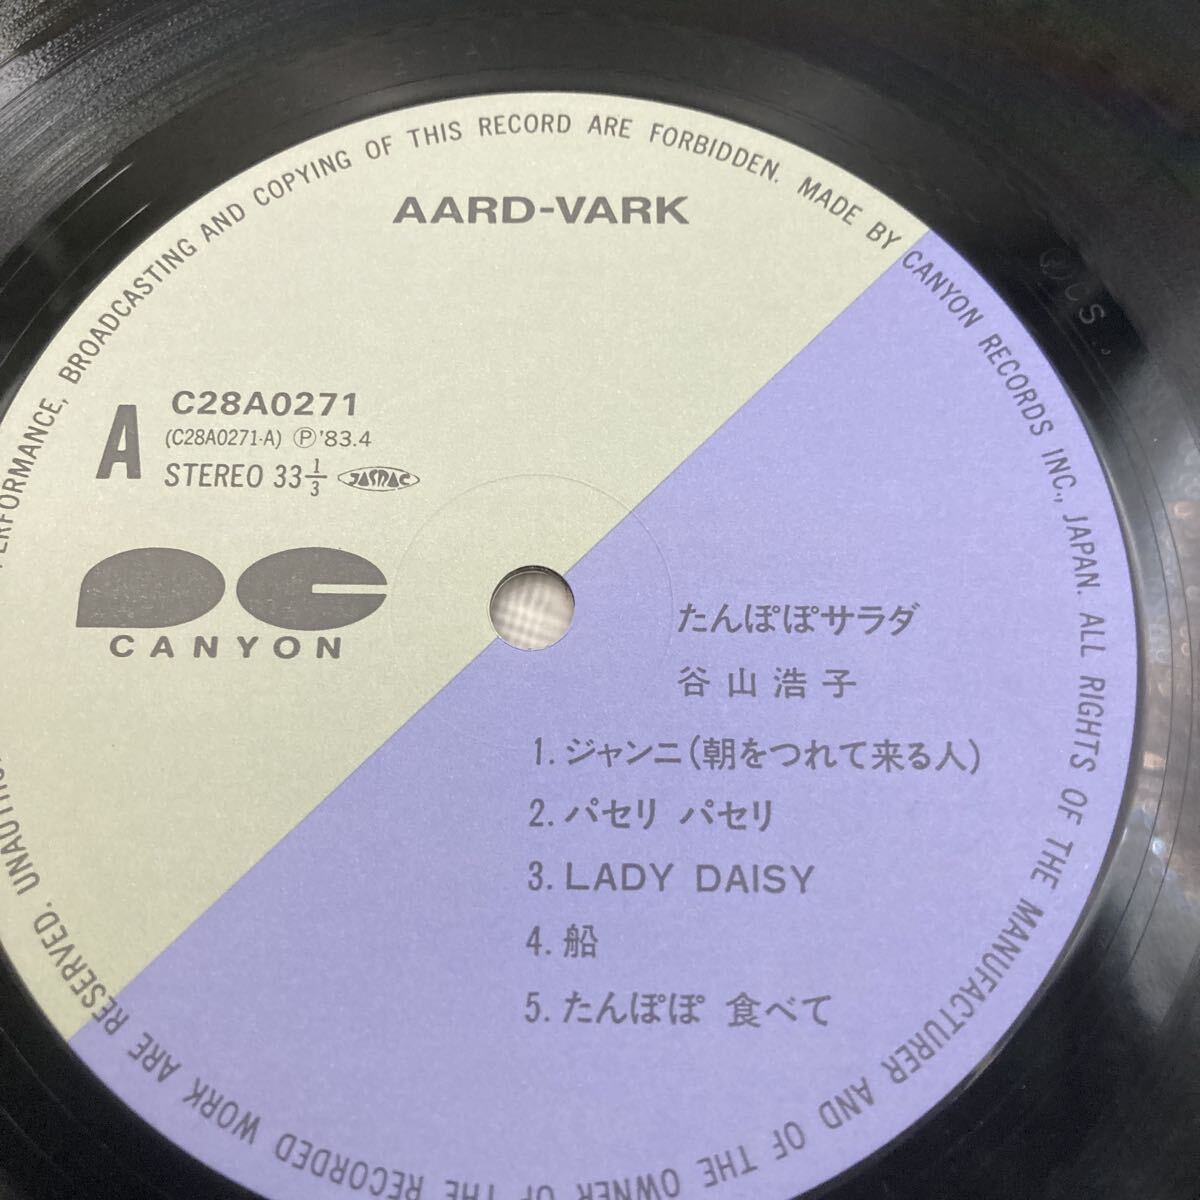 AARD-VARK
A
C28A0271
(C28A0271-A) Ⓟ'83.4
STEREO 33 1/3 JASRAC
PC
CANYON
たんぽぽサラダ
谷山浩子
1. ジャンニ(朝をつれて来る人)
2. パセリ パセリ
3. LADY DAISY
4. 船
5. たんぽぽ 食べて
PERFORMANCE, BROADCASTING AND COPYING OF THIS RECORD ARE FORBIDDEN. MADE BY CANYON RECORDS INC., JAPAN. ALL RIGHTS OF THE MANUFACTURER AND OF THE OWNER OF THE RECORDED WORK ARE RESERVED.